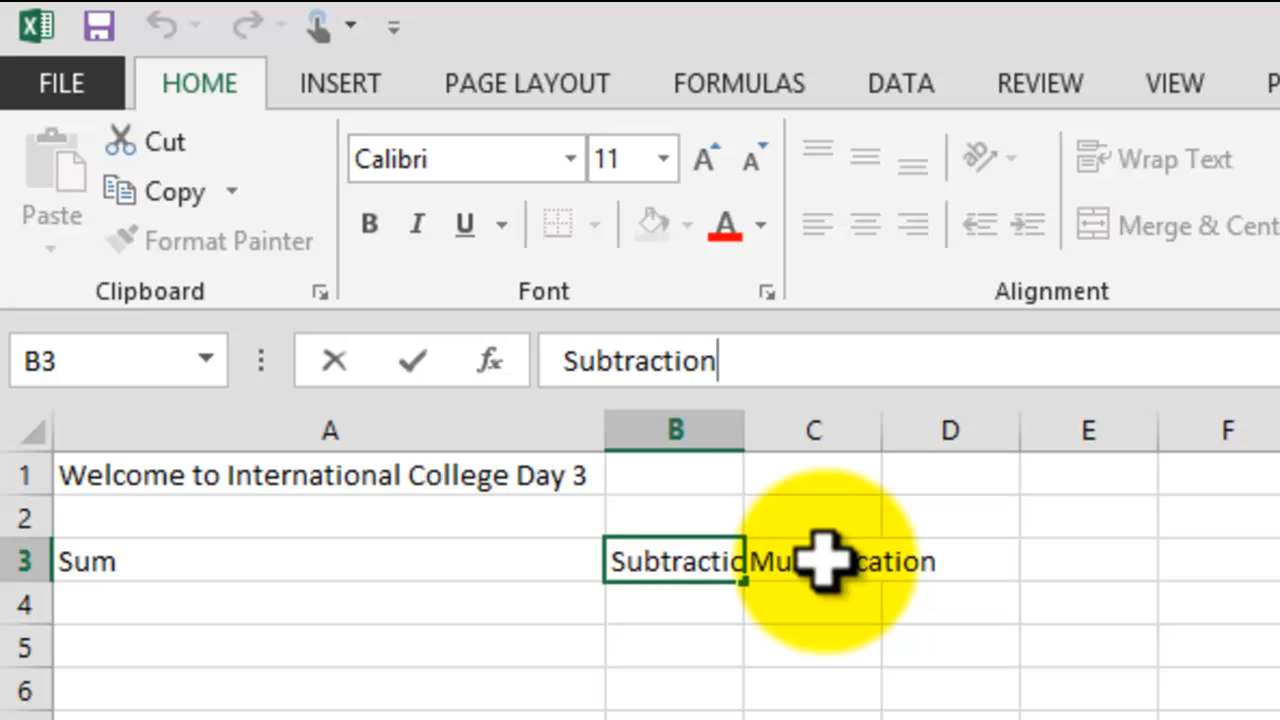 FILE HOME INSERT PAGE LAYOUT FORMULAS DATA REVIEW VIEW P
Cut
Calibri 11
Wrap Text
Copy
Paste
B I U A
Merge & Cent
Format Painter
Clipboard Font Alignment
B3 fx Subtraction
A B C D E F
1 Welcome to International College Day 3
2
3 Sum Subtractio
4
5
6